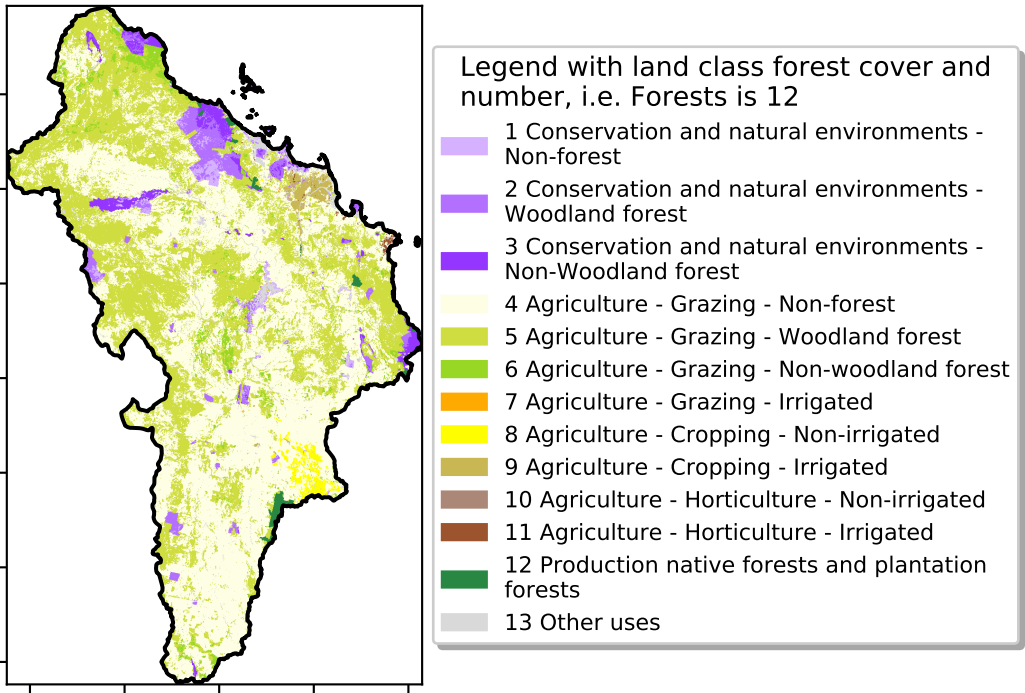 Legend with land class forest cover and
number, i.e. Forests is 12
1 Conservation and natural environments -
Non-forest
2 Conservation and natural environments -
Woodland forest
3 Conservation and natural environments -
Non-Woodland forest
4 Agriculture - Grazing - Non-forest
5 Agriculture - Grazing - Woodland forest
6 Agriculture - Grazing - Non-woodland forest
7 Agriculture - Grazing - Irrigated
8 Agriculture - Cropping - Non-irrigated
9 Agriculture - Cropping - Irrigated
10 Agriculture - Horticulture - Non-irrigated
11 Agriculture - Horticulture - Irrigated
12 Production native forests and plantation
forests
13 Other uses